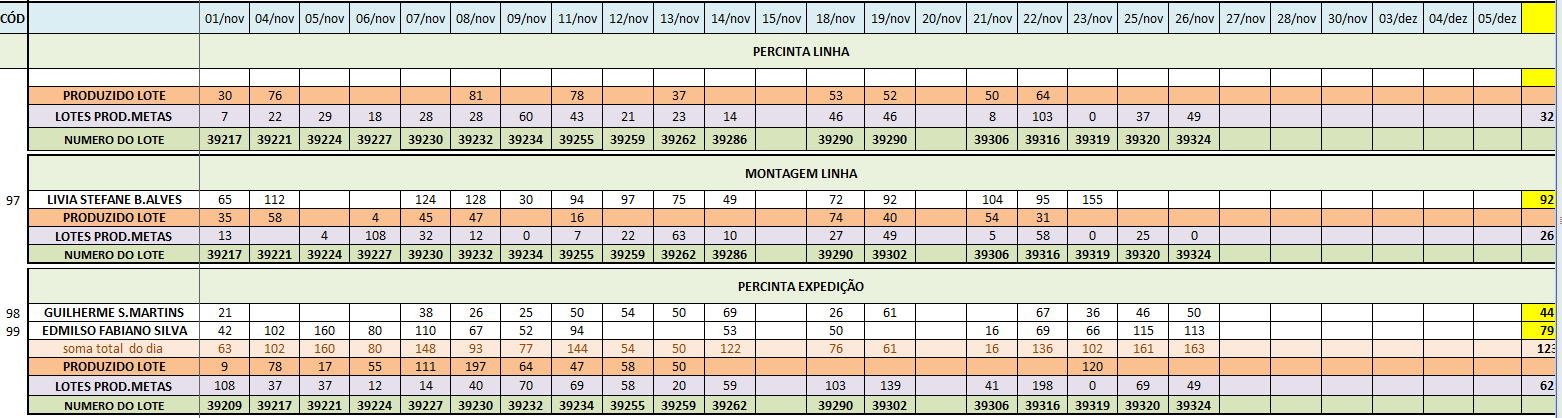 CÓD 01/nov 04/nov 05/nov 06/nov 07/nov 08/nov 09/nov 11/nov 12/nov 13/nov 14/nov 15/nov 18/nov 19/nov 20/nov 21/nov 22/nov 23/nov 25/nov 26/nov 27/nov 28/nov 30/nov 03/dez 04/dez 05/dez
PERCINTA LINHA
PRODUZIDO LOTE 30 76 81 78 37 53 52 50 64
LOTES PROD.METAS 7 22 29 18 28 28 60 43 21 23 14 46 46 8 103 0 37 49 32
NUMERO DO LOTE 39217 39221 39224 39227 39230 39232 39234 39255 39259 39262 39286 39290 39290 39306 39316 39319 39320 39324
MONTAGEM LINHA
97 LIVIA STEFANE B.ALVES 65 112 124 128 30 94 97 75 49 72 92 104 95 155 92
PRODUZIDO LOTE 35 58 4 45 47 16 74 40 54 31
LOTES PROD.METAS 13 4 108 32 12 0 7 22 63 10 27 49 5 58 0 25 0 26
NUMERO DO LOTE 39217 39221 39224 39227 39230 39232 39234 39255 39259 39262 39286 39290 39302 39306 39316 39319 39320 39324
PERCINTA EXPEDIÇÃO
98 GUILHERME S.MARTINS 21 38 26 25 50 54 50 69 26 61 67 36 46 50 44
99 EDMILSO FABIANO SILVA 42 102 160 80 110 67 52 94 53 50 16 69 66 115 113 79
soma total do dia 63 102 160 80 148 93 77 144 54 50 122 76 61 16 136 102 161 163 123
PRODUZIDO LOTE 9 78 17 55 111 197 64 47 58 50 120
LOTES PROD.METAS 108 37 37 12 14 40 70 69 58 20 59 103 139 41 198 0 69 49 62
NUMERO DO LOTE 39209 39217 39221 39224 39227 39230 39232 39234 39255 39259 39262 39290 39302 39306 39316 39319 39320 39324